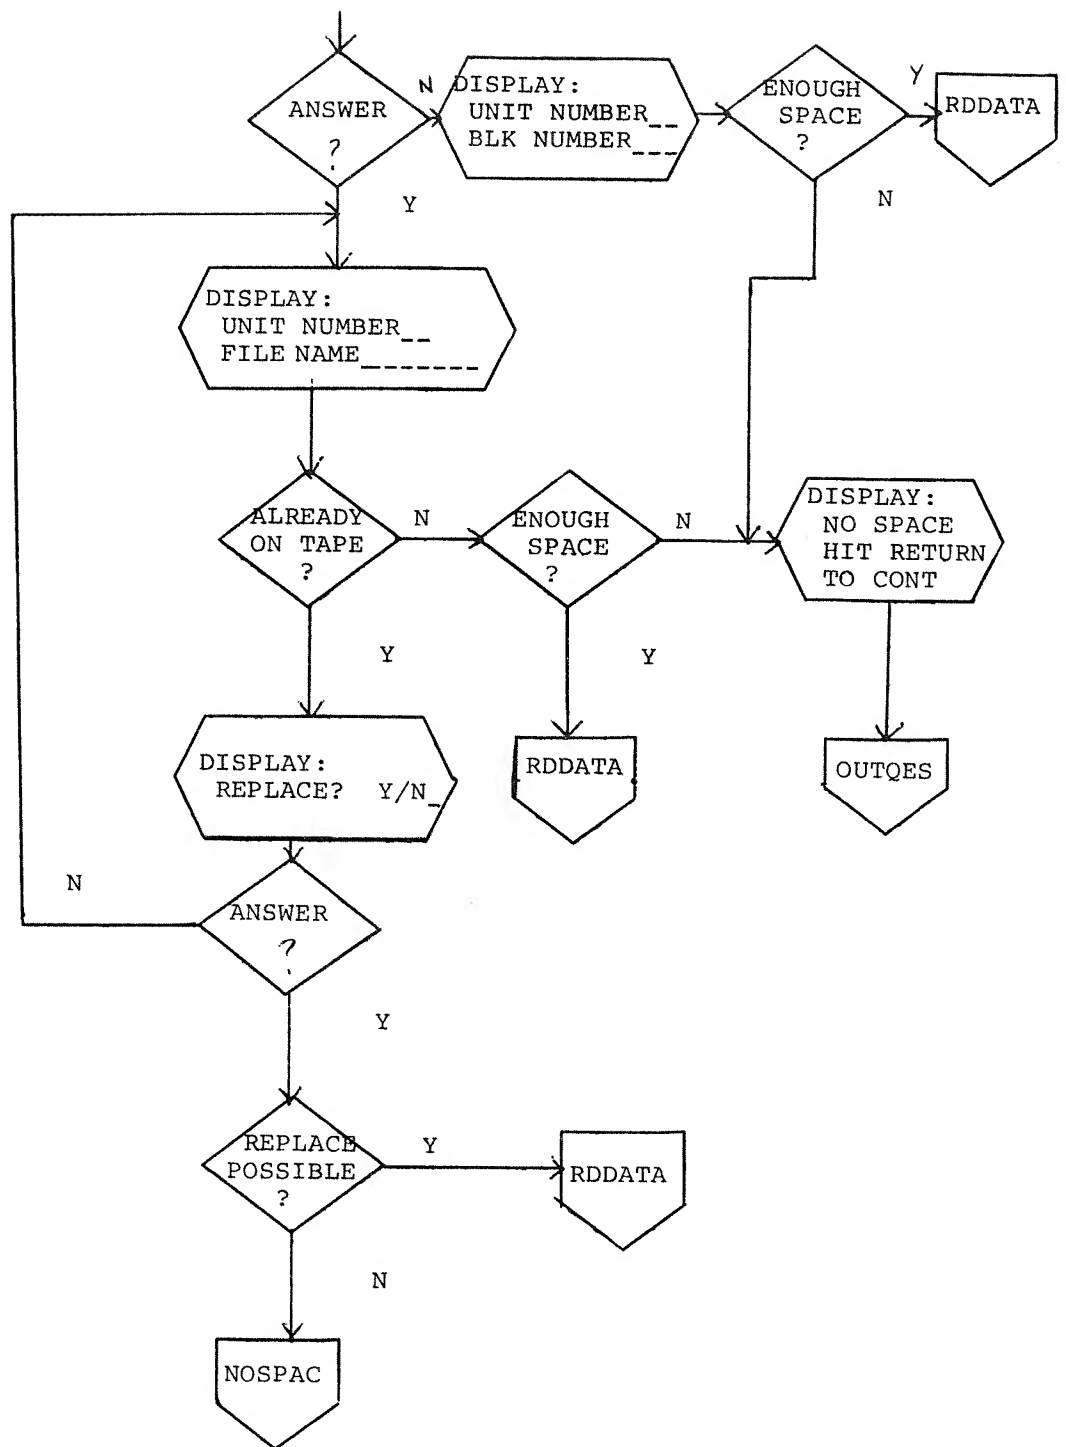 ANSWER
?
N
DISPLAY:
UNIT NUMBER__
BLK NUMBER___
ENOUGH
SPACE
?
Y
RDDATA
Y
N
DISPLAY:
UNIT NUMBER__
FILE NAME_______
ALREADY
ON TAPE
?
N
ENOUGH
SPACE
?
N
DISPLAY:
NO SPACE
HIT RETURN
TO CONT
Y
Y
DISPLAY:
REPLACE? Y/N_
RDDATA
OUTQES
N
ANSWER
?
Y
REPLACE
POSSIBLE
?
Y
RDDATA
N
NOSPAC